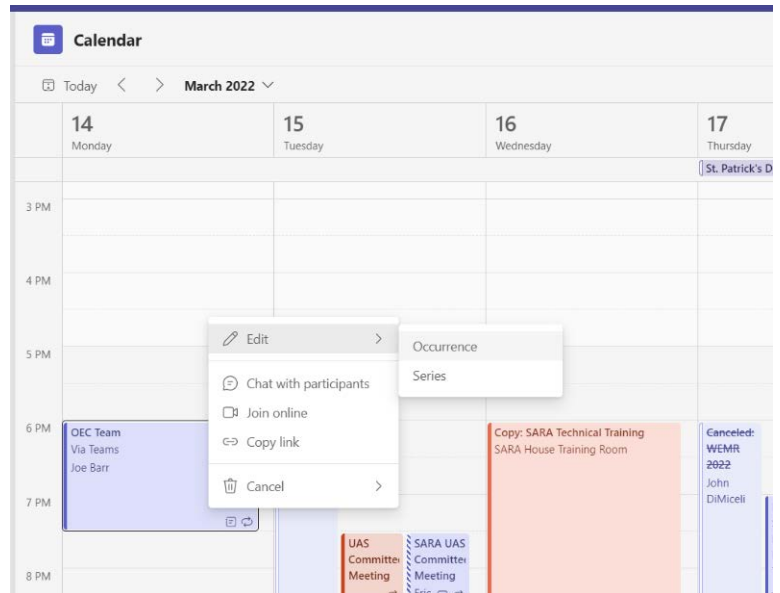 Calendar
Today
March 2022
14
Monday
15
Tuesday
16
Wednesday
17
Thursday
St. Patrick's D
3 PM
4 PM
5 PM
6 PM
7 PM
8 PM
Edit
Chat with participants
Join online
Copy link
Cancel
Occurrence
Series
OEC Team
Via Teams
Joe Barr
UAS
Committe
Meeting
SARA UAS
Committe
Meeting
Eric
Copy: SARA Technical Training
SARA House Training Room
Canceled:
WEMR
2022
John
DiMiceli